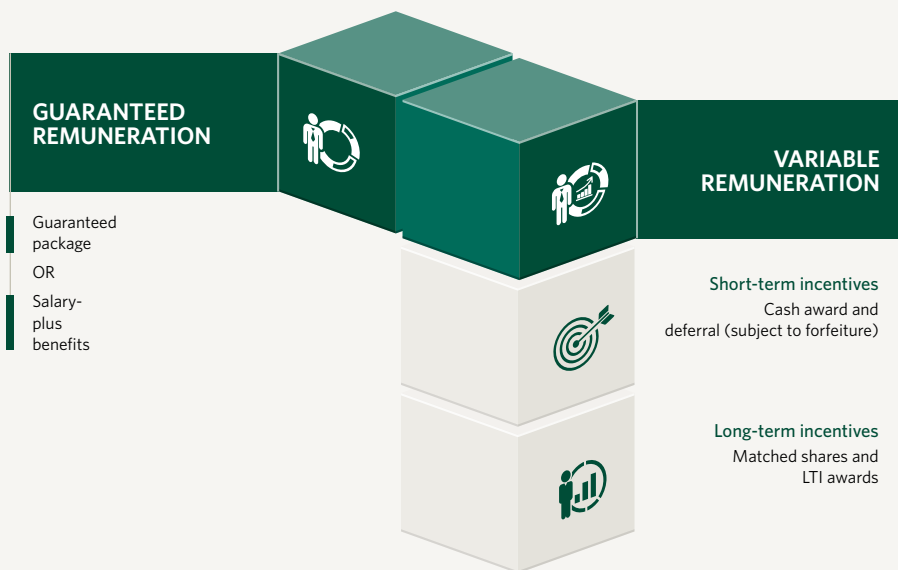 GUARANTEED
REMUNERATION
Guaranteed
package
OR
Salary-
plus
benefits
VARIABLE
REMUNERATION
Short-term incentives
Cash award and
deferral (subject to forfeiture)
Long-term incentives
Matched shares and
LTI awards